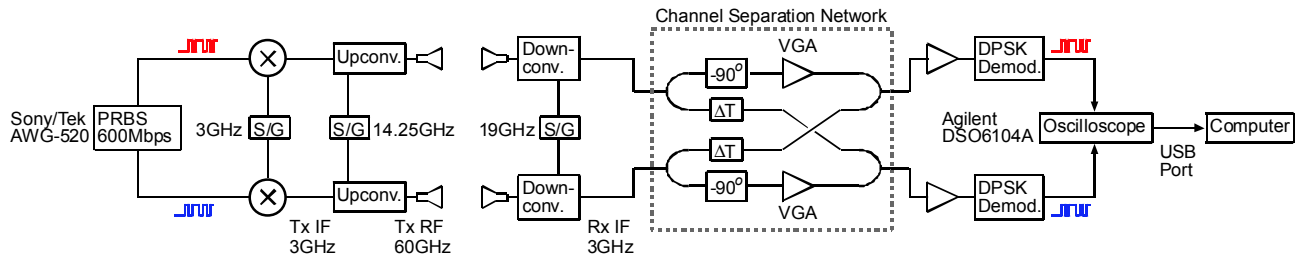 Channel Separation Network
Sony/Tek
AWG-520
PRBS
600Mbps
3GHz
S/G
Upconv.
S/G
14.25GHz
Upconv.
Tx IF
3GHz
Tx RF
60GHz
Down-
conv.
19GHz
S/G
Down-
conv.
Rx IF
3GHz
-90o
VGA
ΔT
ΔT
-90o
VGA
DPSK
Demod.
Agilent
DSO6104A
Oscilloscope
DPSK
Demod.
USB
Port
Computer